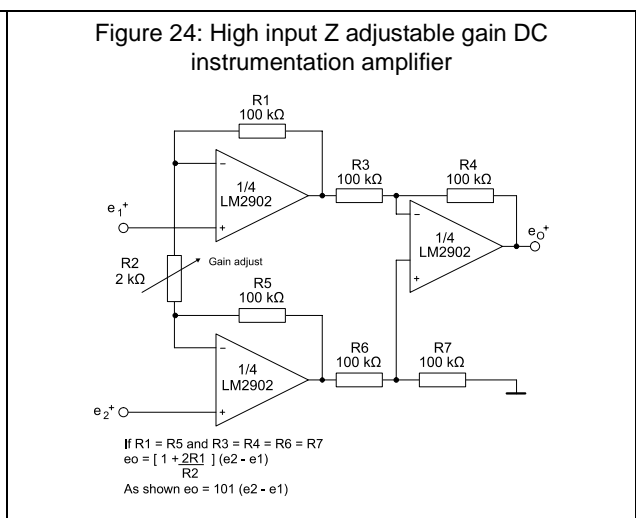 Figure 24: High input Z adjustable gain DC
instrumentation amplifier
R1
100 kΩ
R3
100 kΩ
R4
100 kΩ
1/4
LM2902
e1+
eO+
1/4
LM2902
R2
2 kΩ
Gain adjust
R5
100 kΩ
R6
100 kΩ
R7
100 kΩ
1/4
LM2902
e2+
If R1 = R5 and R3 = R4 = R6 = R7
eo = [ 1 + 2R1 ] (e2 - e1)
R2
As shown eo = 101 (e2 - e1)